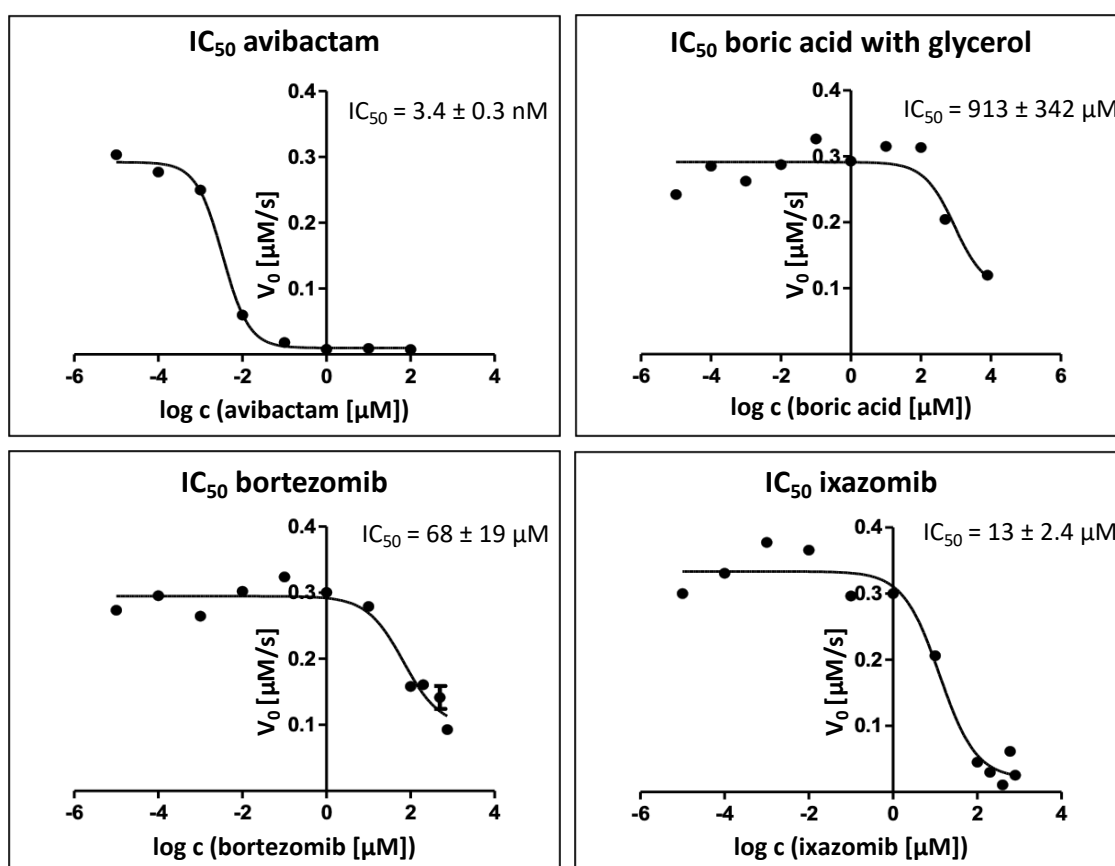 IC50 avibactam
IC50 = 3.4 ± 0.3 nM
0.4
0.3
0.2
0.1
V0 [µM/s]
-6 -4 -2 0 2 4
log c (avibactam [µM])
IC50 boric acid with glycerol
IC50 = 913 ± 342 µM
0.4
0.3
0.2
0.1
V0 [µM/s]
-6 -4 -2 0 2 4 6
log c (boric acid [µM])
IC50 bortezomib
IC50 = 68 ± 19 µM
0.4
0.3
0.2
0.1
V0 [µM/s]
-6 -4 -2 0 2 4
log c (bortezomib [µM])
IC50 ixazomib
IC50 = 13 ± 2.4 µM
0.4
0.3
0.2
0.1
V0 [µM/s]
-6 -4 -2 0 2 4
log c (ixazomib [µM])